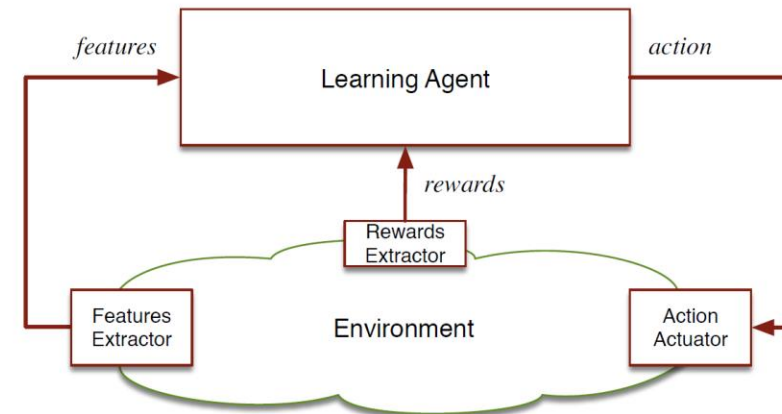 features
action
Learning Agent
rewards
Rewards
Extractor
Features
Extractor
Environment
Action
Actuator